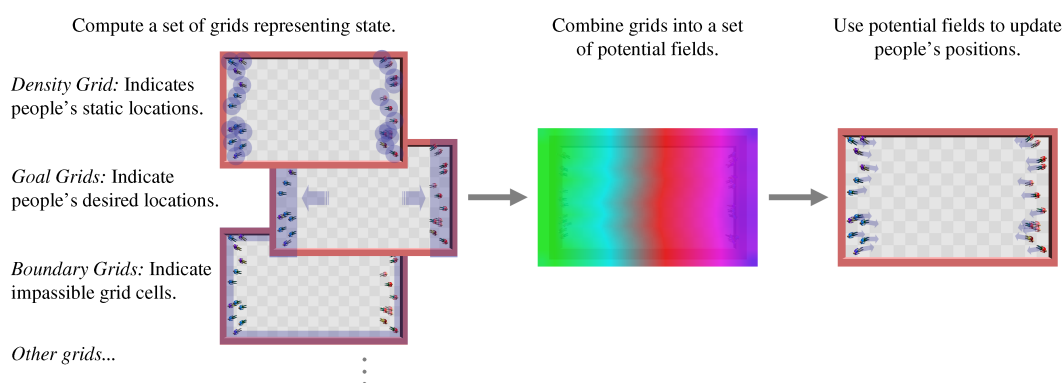 Compute a set of grids representing state.
Combine grids into a set
of potential fields.
Use potential fields to update
people's positions.
Density Grid: Indicates
people's static locations.
Goal Grids: Indicate
people's desired locations.
Boundary Grids: Indicate
impassible grid cells.
Other grids...